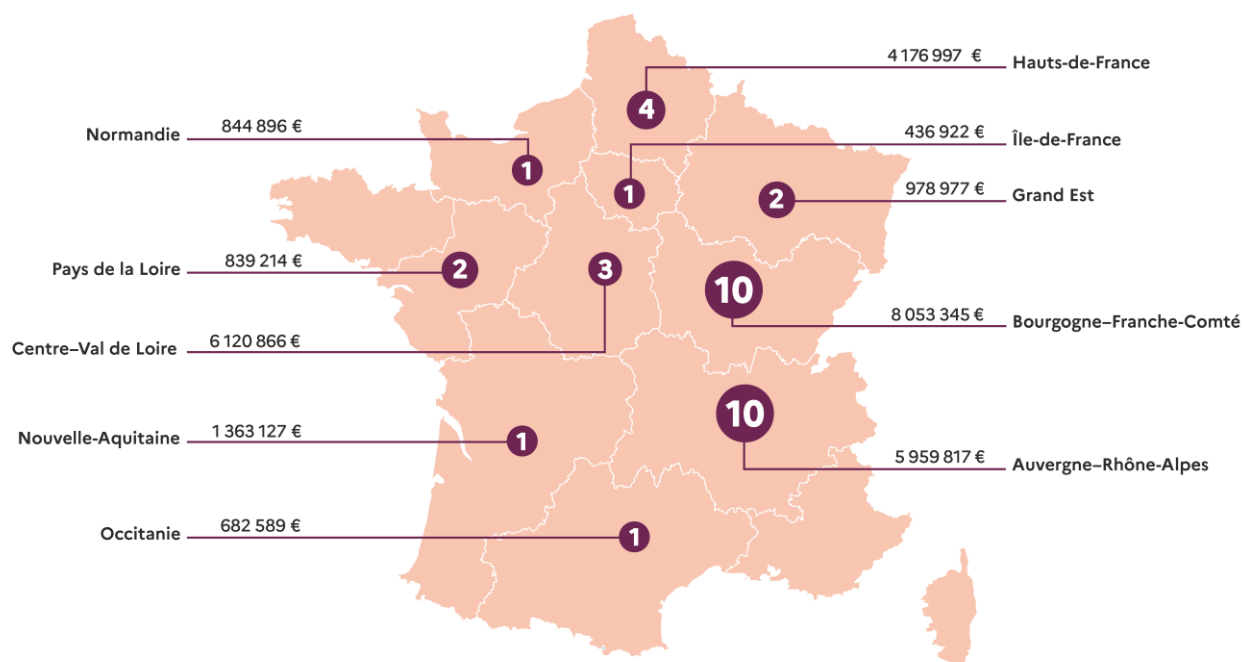 4 176 997 €
Hauts-de-France
4
Normandie
844 896 €
1
436 922 €
Île-de-France
1
978 977 €
Grand Est
2
Pays de la Loire
839 214 €
2
3
10
8 053 345 €
Bourgogne–Franche-Comté
Centre–Val de Loire
6 120 866 €
10
Nouvelle-Aquitaine
1 363 127 €
1
5 959 817 €
Auvergne–Rhône-Alpes
Occitanie
682 589 €
1